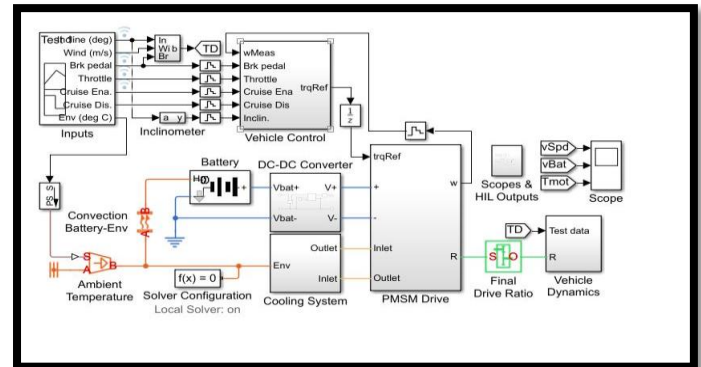 Test d
Incline (deg)
Wind (m/s)
Brk pedal
Throttle
Cruise Ena.
Cruise Dis.
Env (deg C)
Inputs
In
Wi b
Br
TD
a y
Inclinometer
wMeas
Brk pedal
Throttle
Cruise Ena
Cruise Dis
Inclin.
trqRef
Vehicle Control
1
z
Battery
H
+
DC-DC Converter
Vbat+ V+
Vbat- V-
trqRef
w
+
-
Inlet
Outlet
R
PMSM Drive
Scopes &
HIL Outputs
vSpd
vBat
Tmot
Scope
PS S
Convection
Battery-Env
B
A
S
A
B
Ambient
Temperature
f(x) = 0
Solver Configuration
Local Solver: on
Outlet
Env
Inlet
Cooling System
S O
Final
Drive Ratio
TD
Test data
R
Vehicle
Dynamics